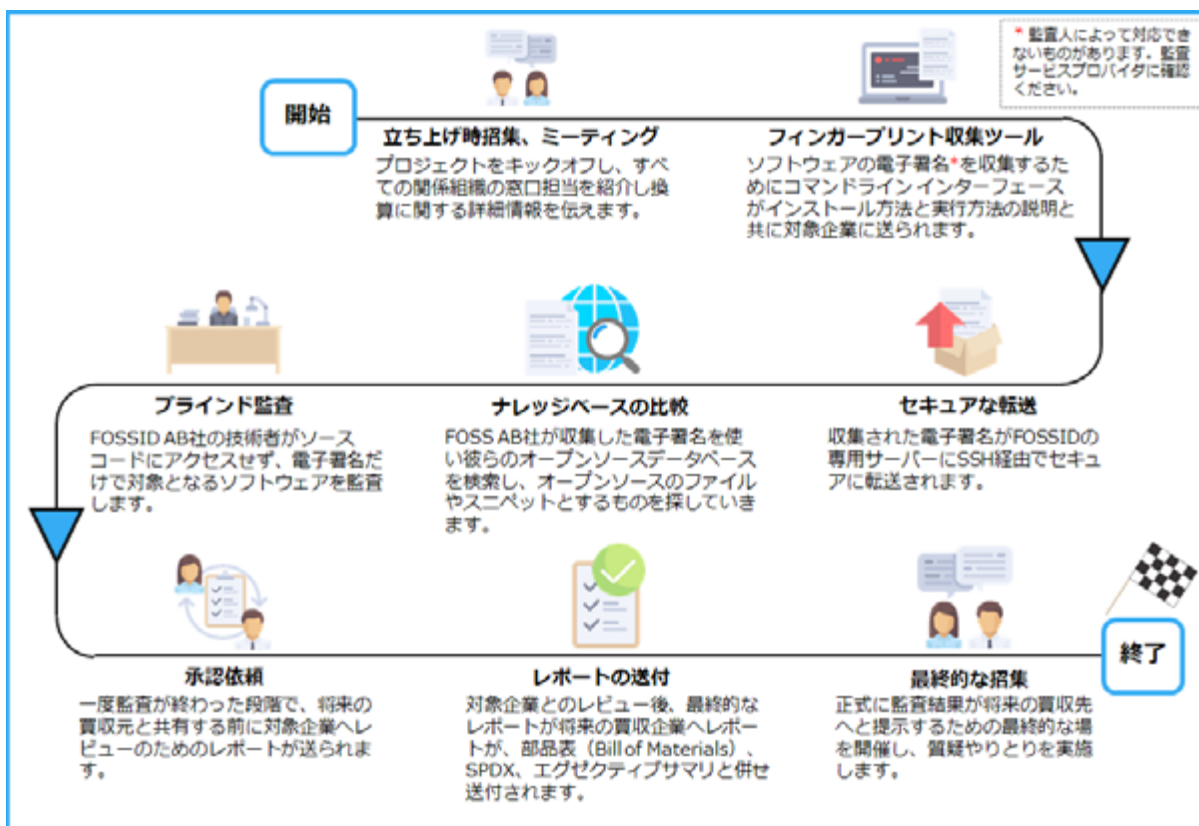 * 監査人によって対応でき
ないものがあります．監査
サービスプロバイダに確認
ください。
開始
立ち上げ時招集、ミーティング
プロジェクトをキックオフし、すべ
ての関係組織の窓口担当を紹介し換
算に関する詳細情報を伝えます。
フィンガープリント収集ツール
ソフトウェアの電子署名*を収集するた
めにコマンドライン インターフェース
がインストール方法と実行方法の説明と
共に対象企業に送られます。
セキュアな転送
収集された電子署名がFOSSIDの
専用サーバーにSSH経由でセキュ
アに転送されます。
ナレッジベースの比較
FOSS AB社が収集した電子署名を使
い彼らのオープンソースデータベース
を検索し、オープンソースのファイル
やスニペットとするものを探していき
ます。
ブラインド監査
FOSSID AB社の技術者がソース
コードにアクセスせず、電子署名だ
けで対象となるソフトウェアを監査
します。
承認依頼
一度監査が終わった段階で、将来の
買収元と共有する前に対象企業へレ
ビューのためのレポートが送られま
す。
レポートの送付
対象企業とのレビュー後、最終的な
レポートが将来の買収企業へレポー
トが、部品表（Bill of Materials）、
SPDX、エグゼクティブサマリと併せ
送付されます。
最終的な招集
正式に監査結果が将来の買収先
へと提示するための最終的な場
を開催し、質疑やりとりを実施
します。
終了